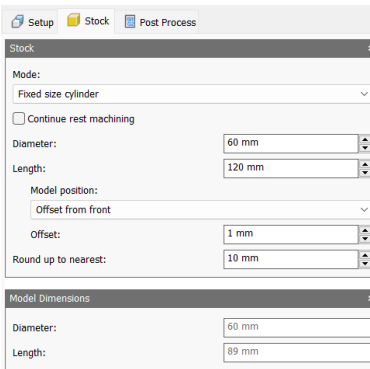 Setup Stock Post Process
Stock
Mode:
Fixed size cylinder
Continue rest machining
Diameter: 60 mm
Length: 120 mm
Model position:
Offset from front
Offset: 1 mm
Round up to nearest: 10 mm
Model Dimensions
Diameter: 60 mm
Length: 89 mm